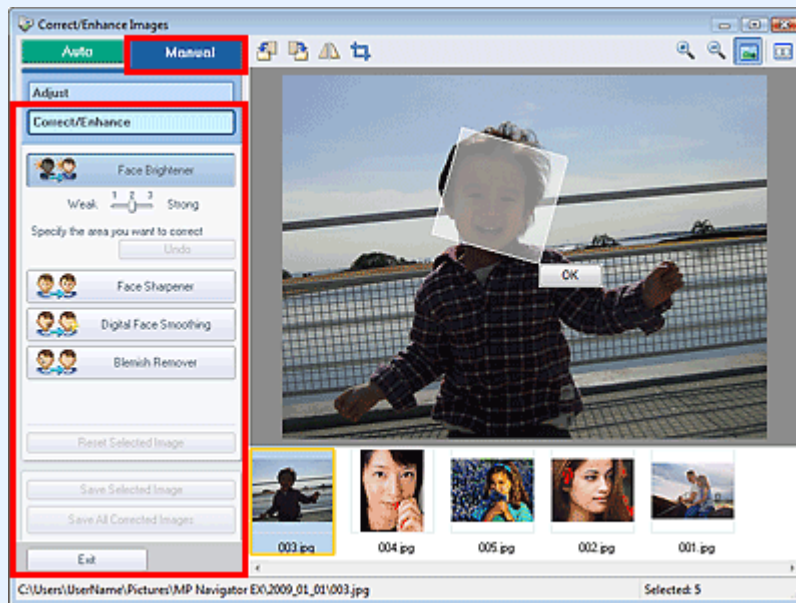 Correct/Enhance Images
Auto
Manual
Adjust
Correct/Enhance
Face Brightener
1 2 3
Weak Strong
Specify the area you want to correct
Undo
Face Sharpener
Digital Face Smoothing
Blemish Remover
Reset Selected Image
Save Selected Image
Save All Corrected Images
Exit
OK
003.jpg 004.jpg 005.jpg 002.jpg 001.jpg
C:\Users\UserName\Pictures\MP Navigator EX\2009_01_01\003.jpg
Selected: 5